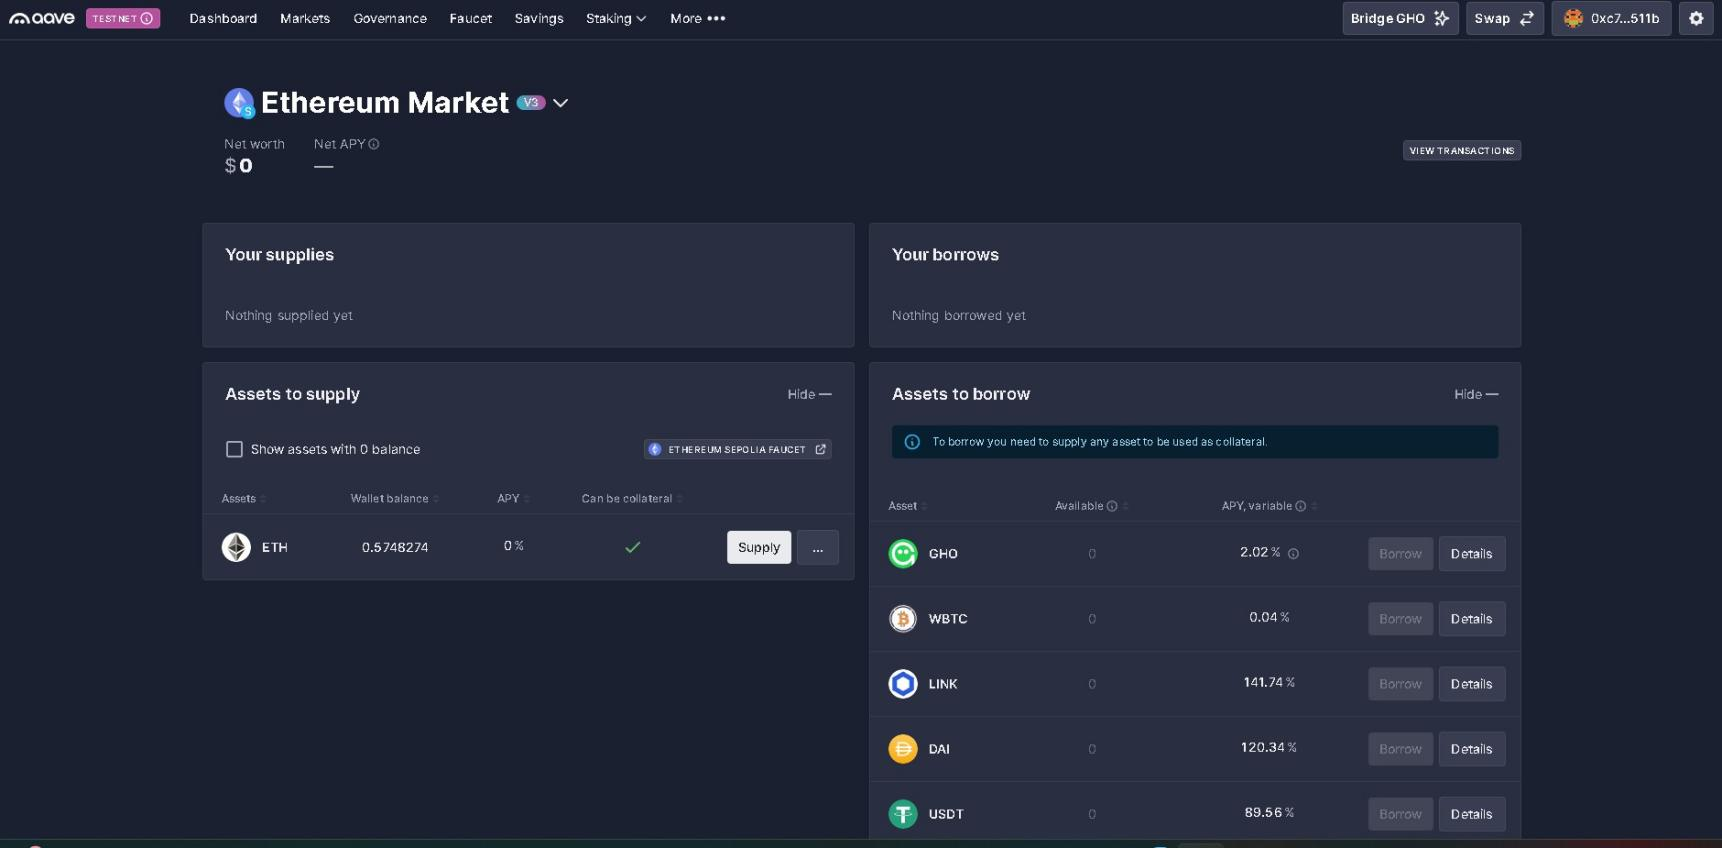 aave TESTNET Dashboard Markets Governance Faucet Savings Staking More ••• Bridge GHO Swap 0xc7...511b
Ethereum Market V3
Net worth Net APY
$ 0 —
VIEW TRANSACTIONS
Your supplies
Nothing supplied yet
Your borrows
Nothing borrowed yet
Assets to supply Hide —
Show assets with 0 balance ETHEREUM SEPOLIA FAUCET
Assets Wallet balance APY Can be collateral
ETH 0.5748274 0 % Supply ...
Assets to borrow Hide —
To borrow you need to supply any asset to be used as collateral.
Asset Available APY, variable
GHO 0 2.02 % Borrow Details
WBTC 0 0.04 % Borrow Details
LINK 0 141.74 % Borrow Details
DAI 0 120.34 % Borrow Details
USDT 0 89.56 % Borrow Details